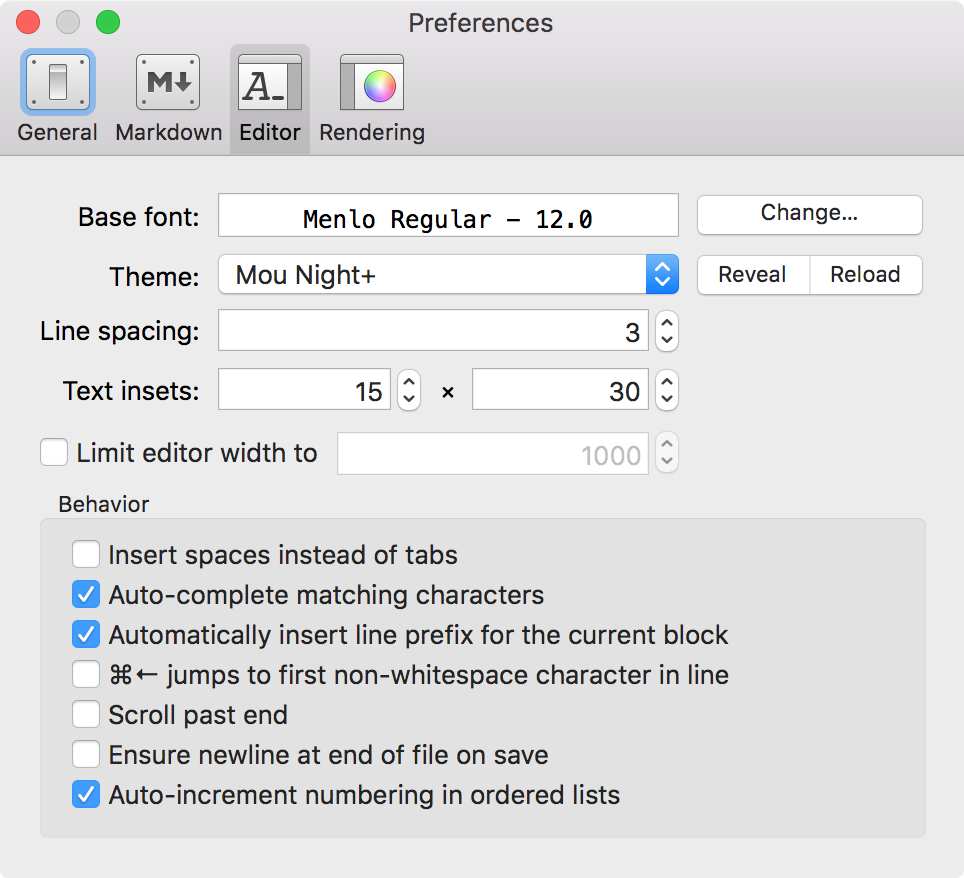 Preferences
General Markdown Editor Rendering
Base font: Menlo Regular – 12.0 Change...
Theme: Mou Night+ Reveal Reload
Line spacing: 3
Text insets: 15 × 30
Limit editor width to 1000
Behavior
Insert spaces instead of tabs
Auto-complete matching characters
Automatically insert line prefix for the current block
⌘← jumps to first non-whitespace character in line
Scroll past end
Ensure newline at end of file on save
Auto-increment numbering in ordered lists